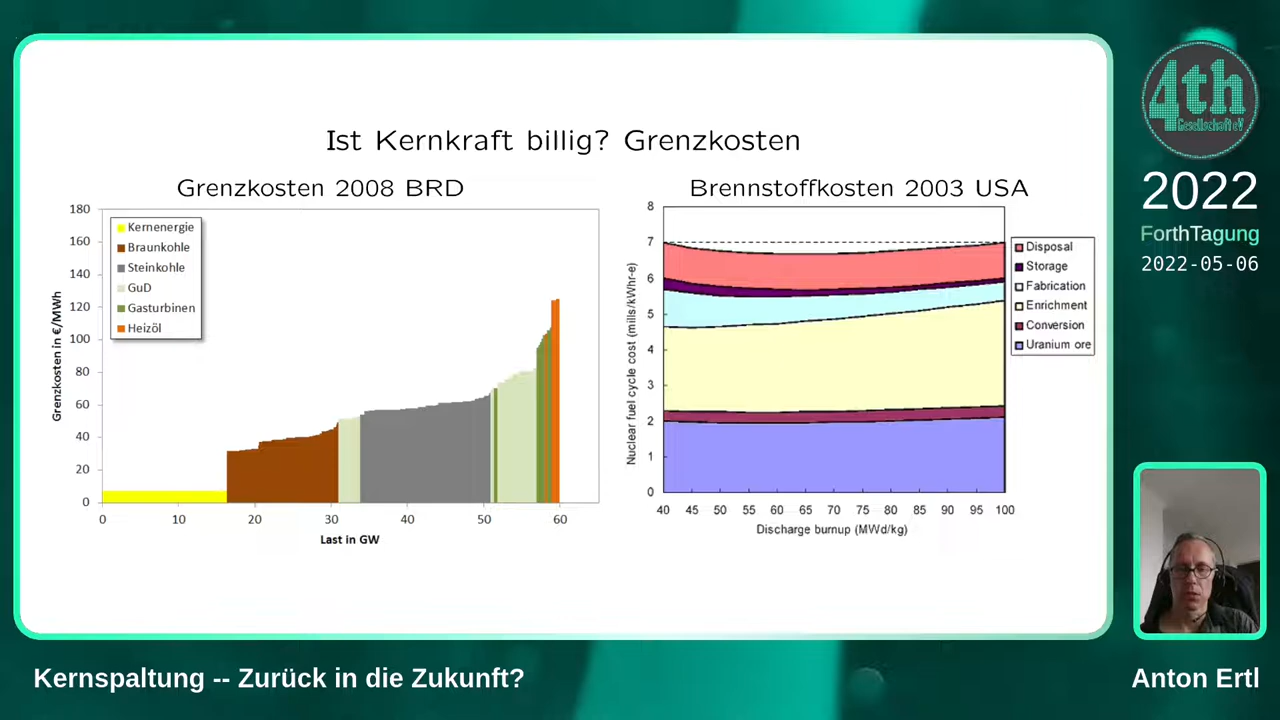 Ist Kernkraft billig? Grenzkosten
Grenzkosten 2008 BRD
180
160
140
120
100
80
60
40
20
0
Grenzkosten in €/MWh
Kernenergie
Braunkohle
Steinkohle
GuD
Gasturbinen
Heizöl
0 10 20 30 40 50 60
Last in GW
Brennstoffkosten 2003 USA
8
7
6
5
4
3
2
1
0
Nuclear fuel cycle cost (mills/kWhr-e)
Disposal
Storage
Fabrication
Enrichment
Conversion
Uranium ore
40 45 50 55 60 65 70 75 80 85 90 95 100
Discharge burnup (MWd/kg)
4th
Gesellschaft eV
2022
ForthTagung
2022-05-06
Kernspaltung -- Zurück in die Zukunft?
Anton Ertl